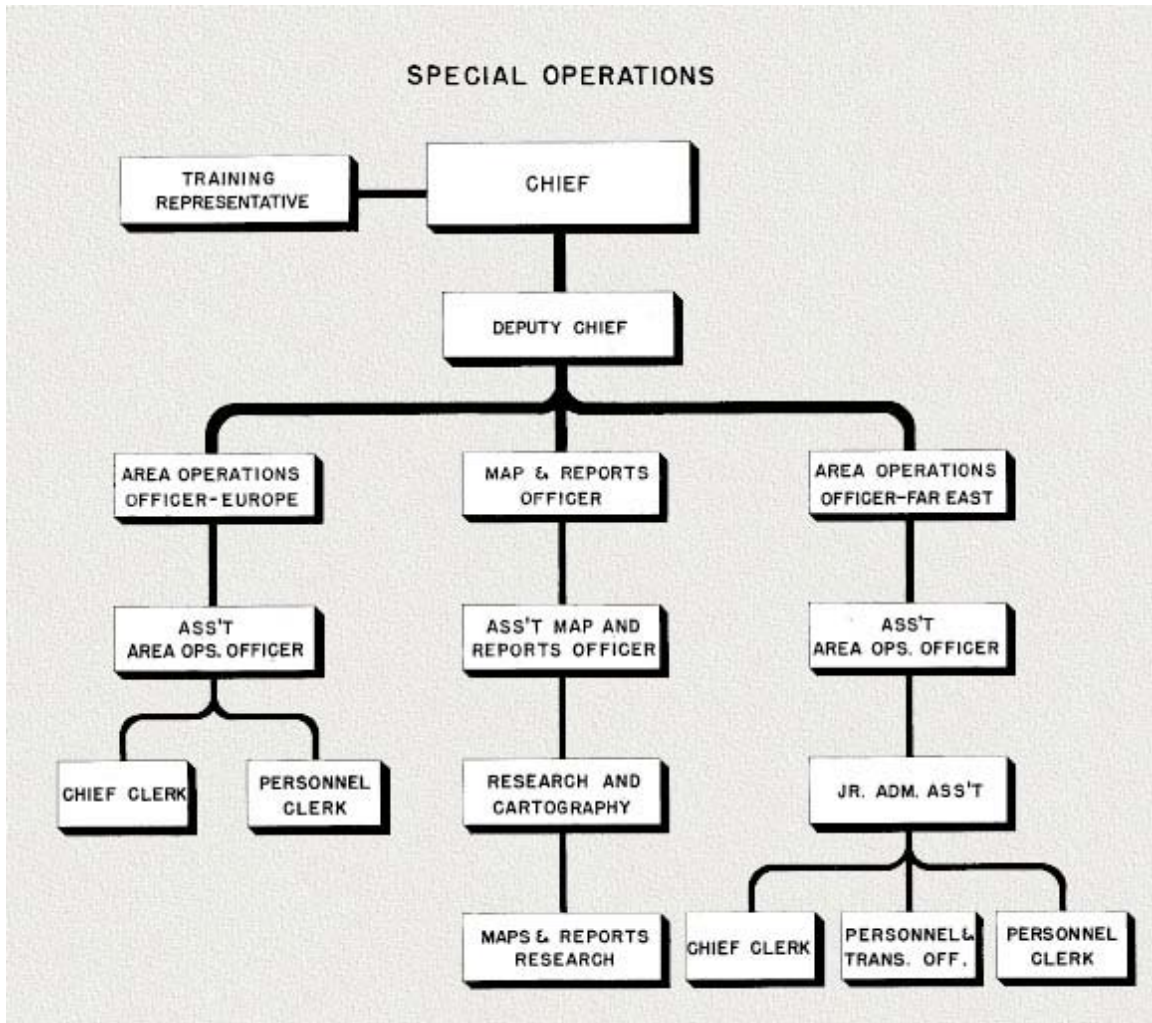 SPECIAL OPERATIONS
TRAINING
REPRESENTATIVE
CHIEF
DEPUTY CHIEF
AREA OPERATIONS
OFFICER-EUROPE
MAP & REPORTS
OFFICER
AREA OPERATIONS
OFFICER-FAR EAST
ASS'T
AREA OPS. OFFICER
ASS'T MAP AND
REPORTS OFFICER
ASS'T
AREA OPS. OFFICER
CHIEF CLERK
PERSONNEL
CLERK
RESEARCH AND
CARTOGRAPHY
JR. ADM. ASS'T
MAPS & REPORTS
RESEARCH
CHIEF CLERK
PERSONNEL &
TRANS. OFF.
PERSONNEL
CLERK